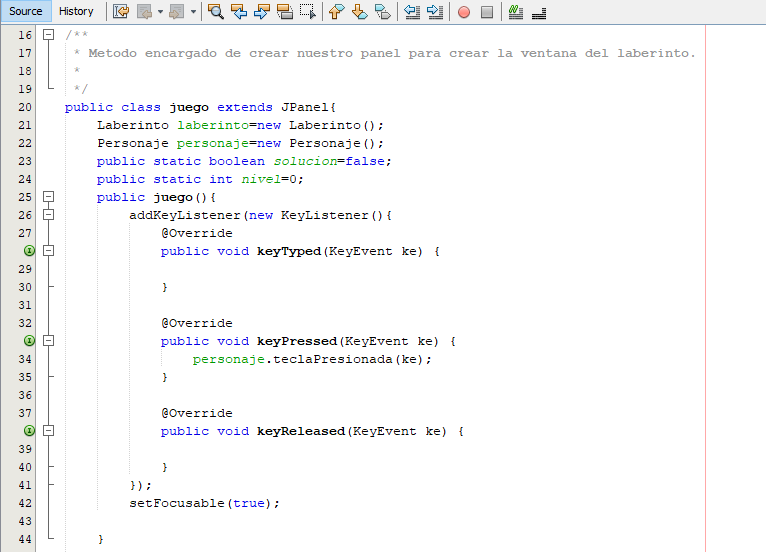 Source History
16 /**
17 * Metodo encargado de crear nuestro panel para crear la ventana del laberinto.
18 *
19 */
20 public class juego extends JPanel{
21 Laberinto laberinto=new Laberinto();
22 Personaje personaje=new Personaje();
23 public static boolean solucion=false;
24 public static int nivel=0;
25 public juego(){
26 addKeyListener(new KeyListener(){
27 @Override
public void keyTyped(KeyEvent ke) {
29
30 }
31
32 @Override
public void keyPressed(KeyEvent ke) {
34 personaje.teclaPresionada(ke);
35 }
36
37 @Override
public void keyReleased(KeyEvent ke) {
39
40 }
41 });
42 setFocusable(true);
43
44 }